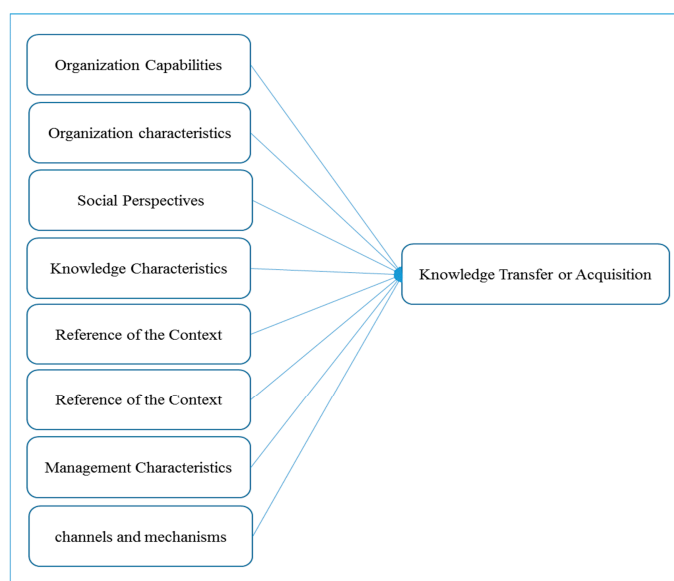 Organization Capabilities
Organization characteristics
Social Perspectives
Knowledge Characteristics
Knowledge Transfer or Acquisition
Reference of the Context
Reference of the Context
Management Characteristics
channels and mechanisms